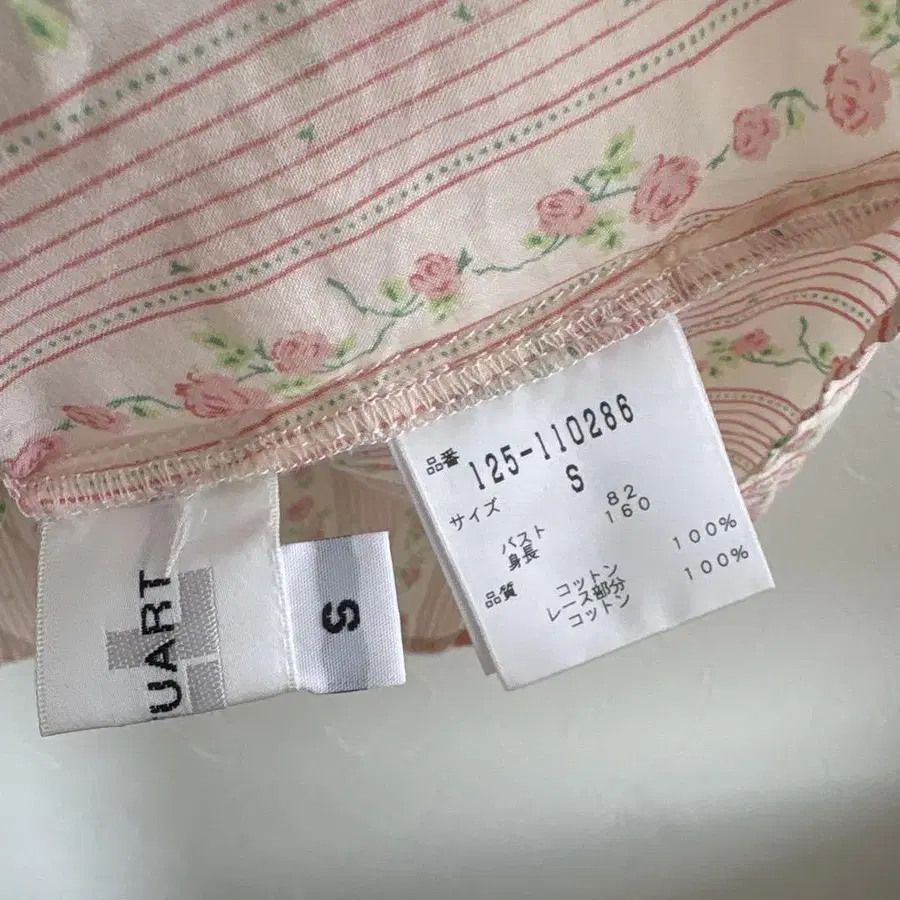 品番 125-110286
サイズ S
バスト 82
身長 160
品質 コットン 100%
レース部分
コットン 100%
UART
S